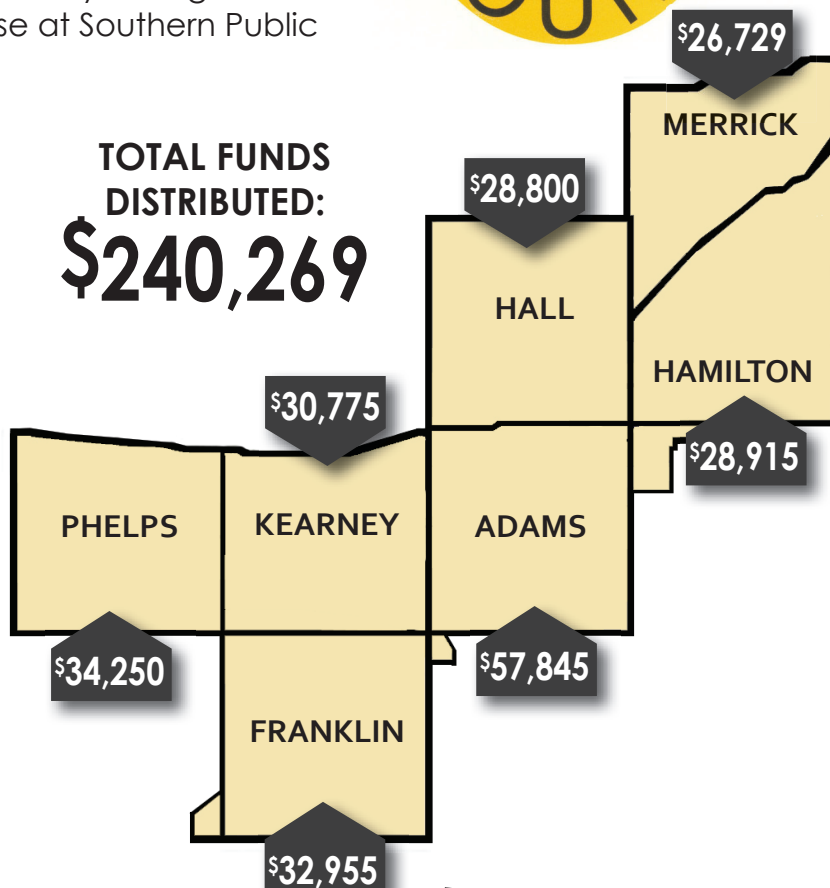 se at Southern Public
TOTAL FUNDS
DISTRIBUTED:
$240,269
$26,729
MERRICK
$28,800
HALL
HAMILTON
$30,775
$28,915
PHELPS
KEARNEY
ADAMS
$34,250
$57,845
FRANKLIN
$32,955